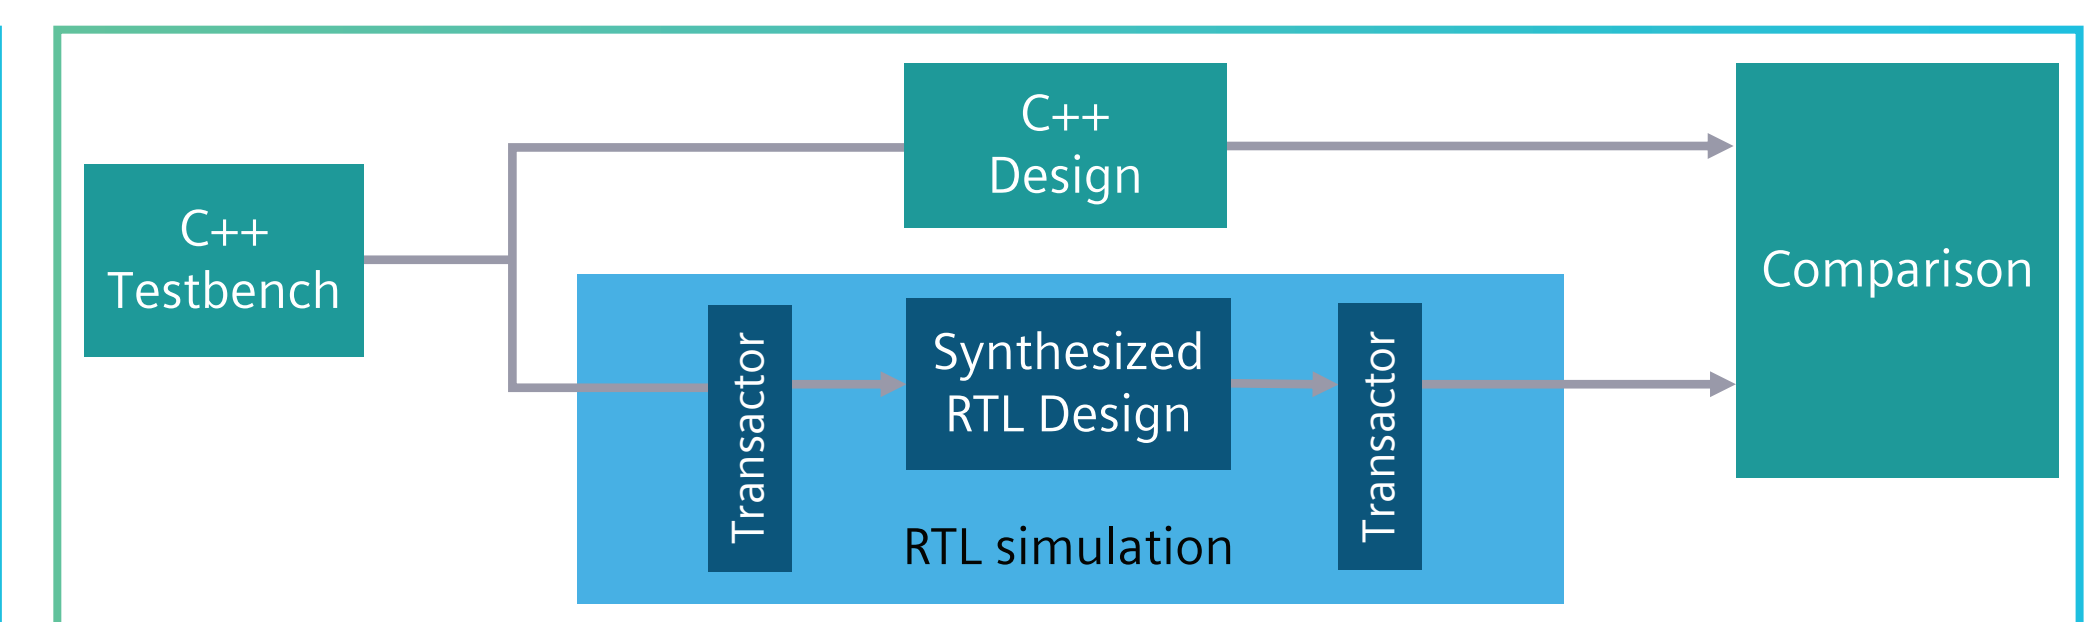 C++
Testbench
C++
Design
Transactor
Synthesized
RTL Design
Transactor
RTL simulation
Comparison